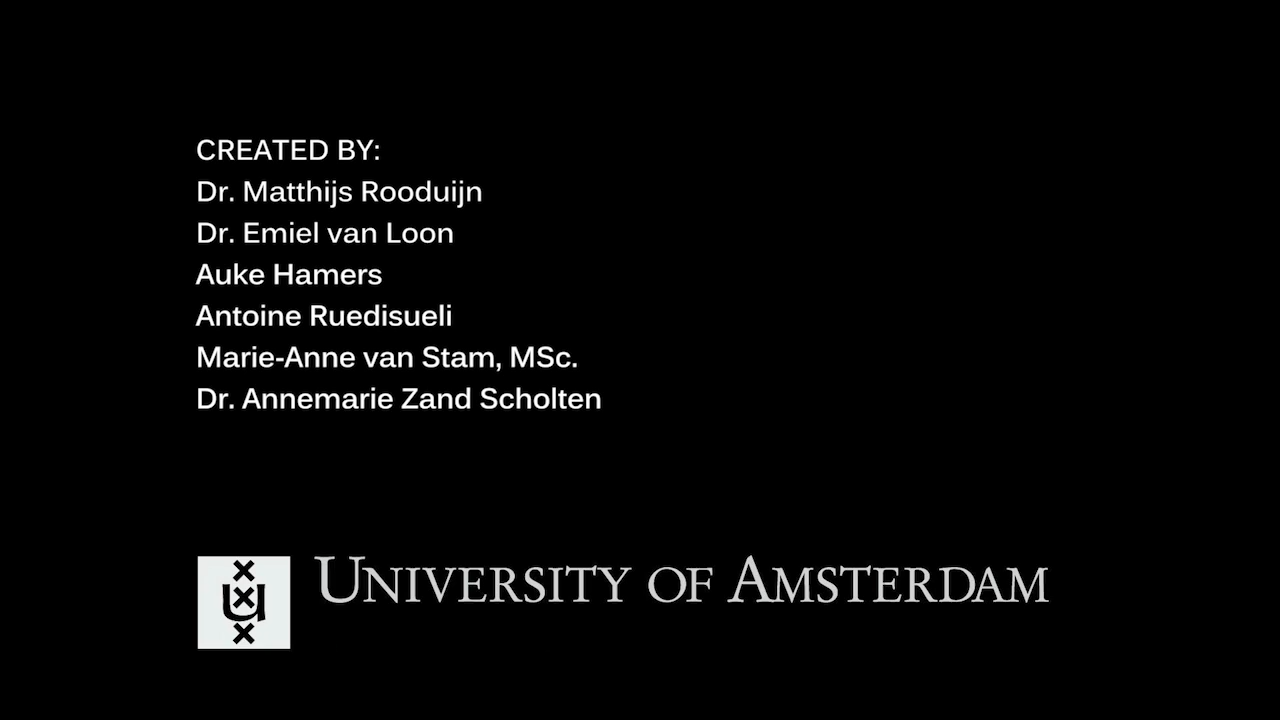 CREATED BY:
Dr. Matthijs Rooduijn
Dr. Emiel van Loon
Auke Hamers
Antoine Ruedisueli
Marie-Anne van Stam, MSc.
Dr. Annemarie Zand Scholten
UNIVERSITY OF AMSTERDAM